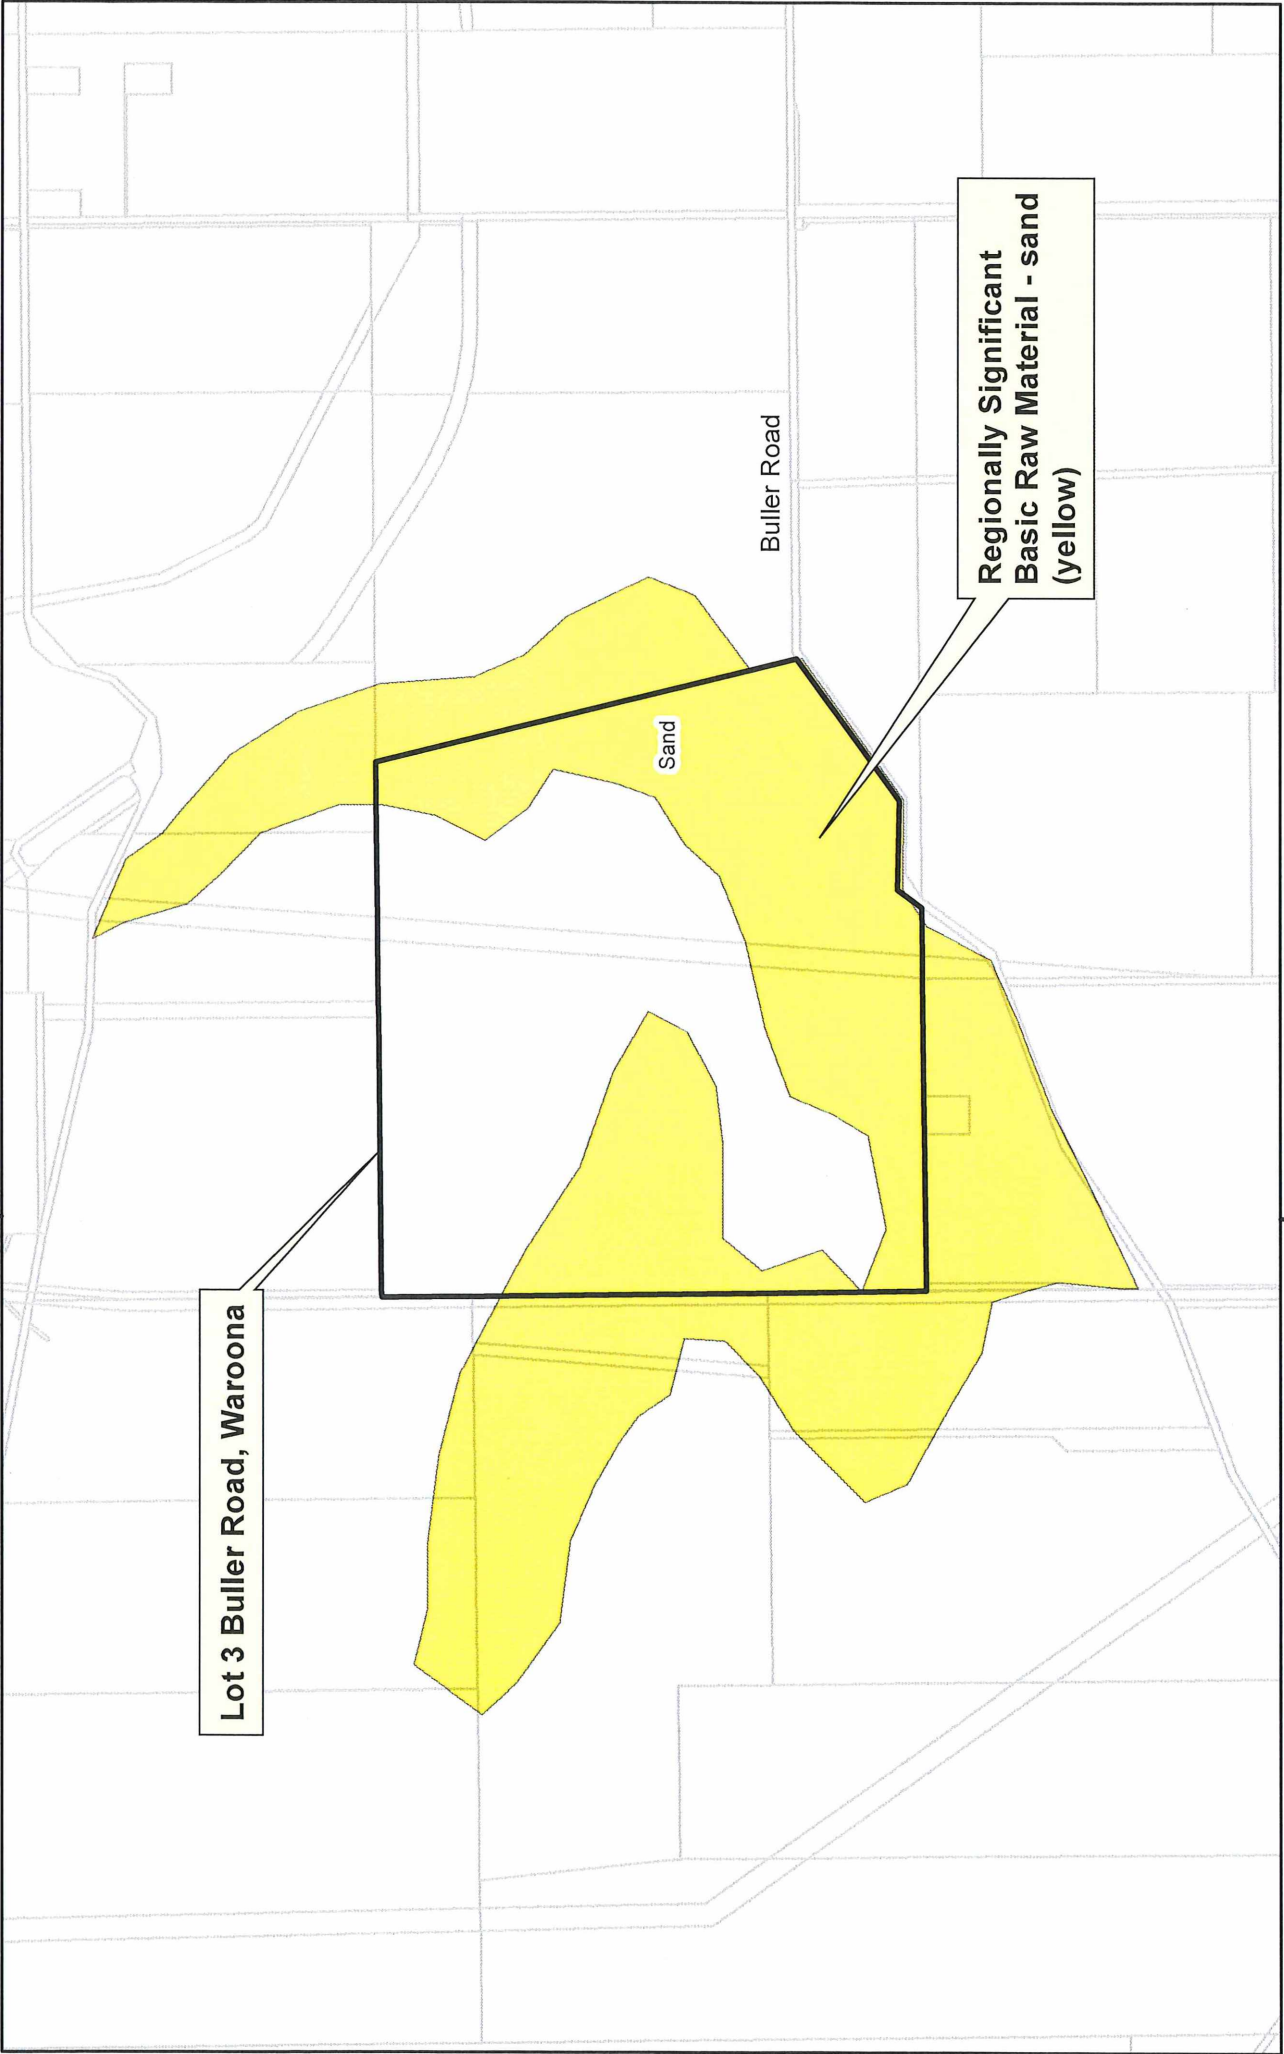 Lot 3 Buller Road, Waroona
Sand
Buller Road
Regionally Significant
Basic Raw Material - sand
(yellow)